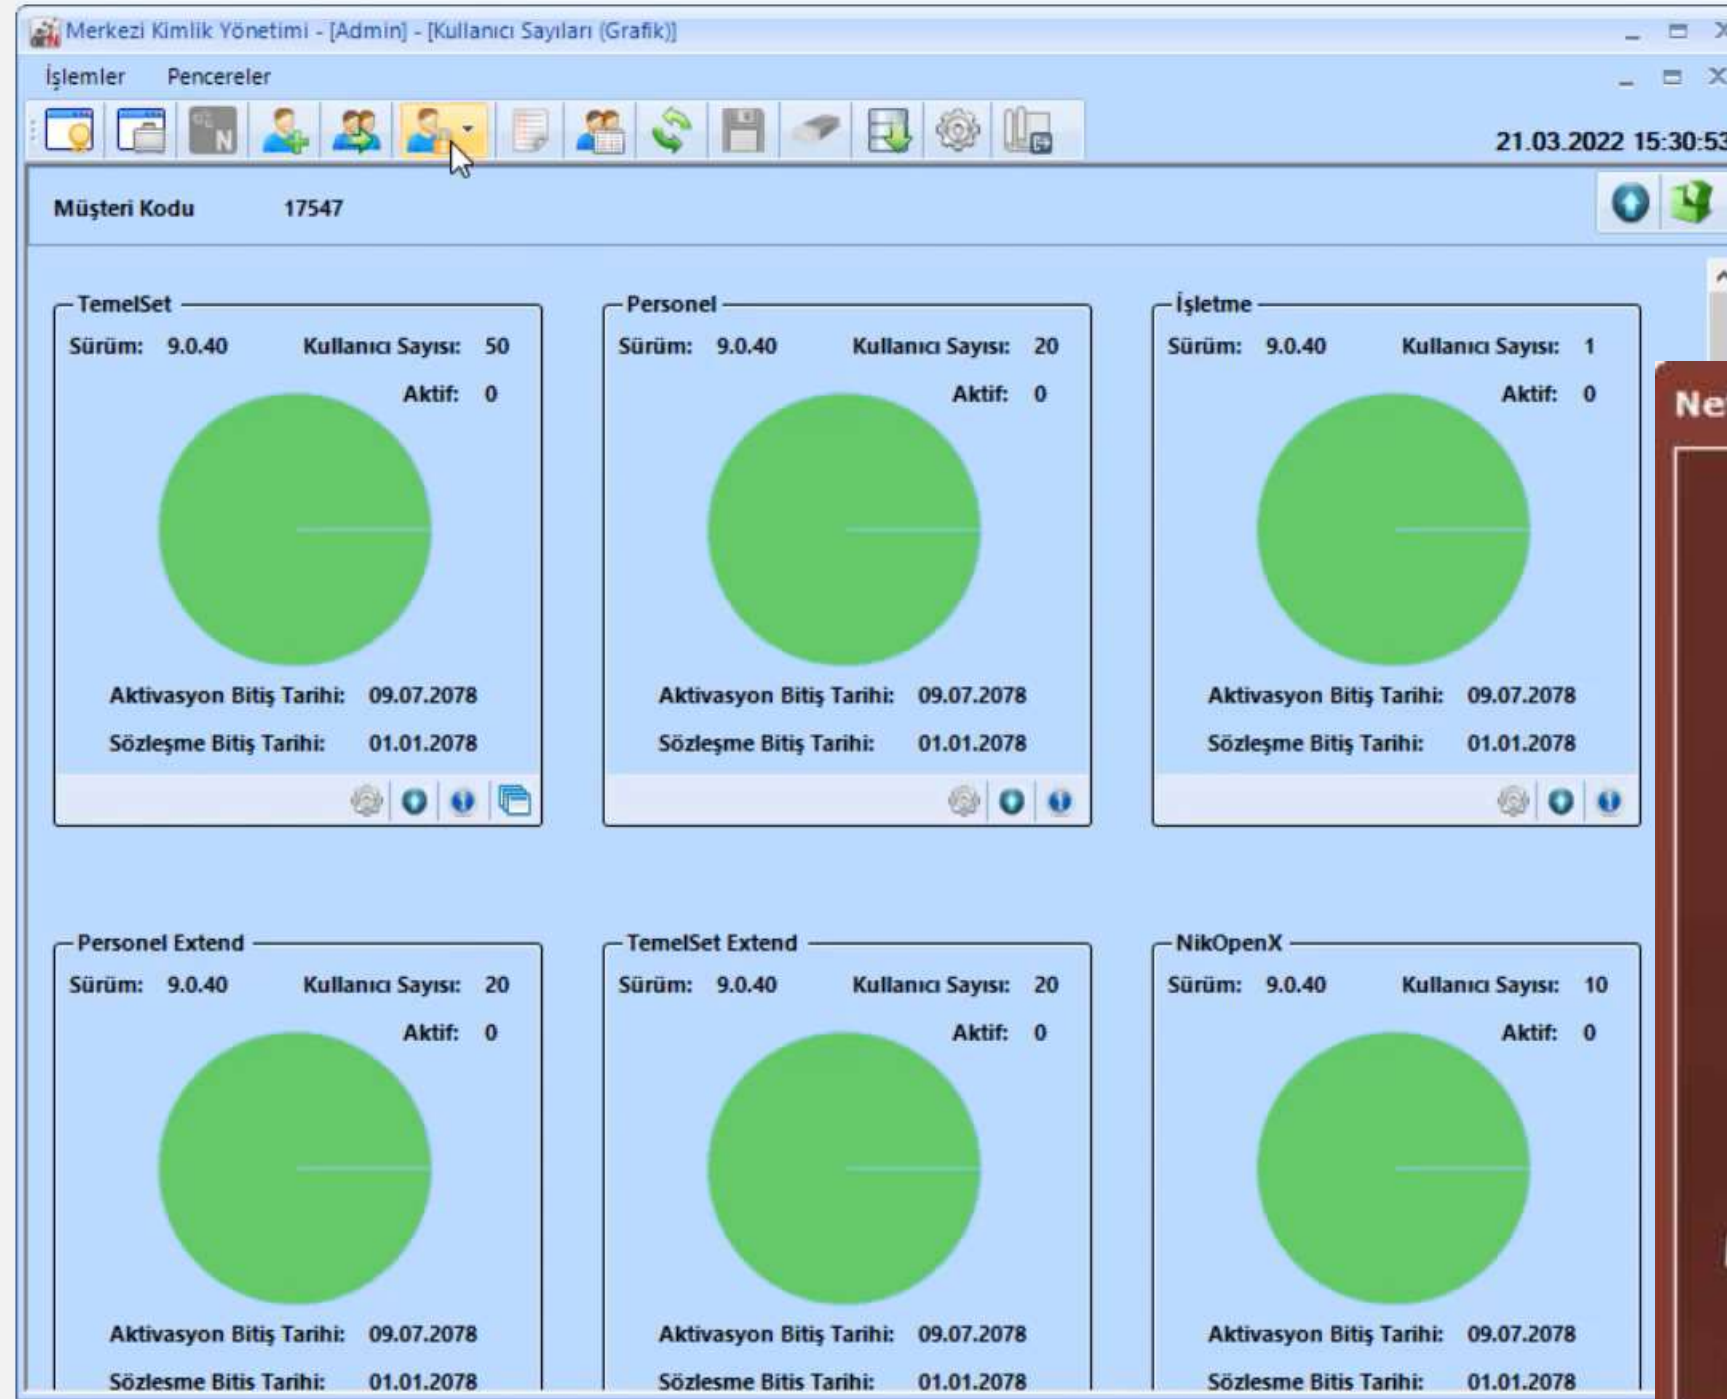 Merkezi Kimlik Yönetimi - [Admin] - [Kullanıcı Sayıları (Grafik)]
İşlemler Pencereler
21.03.2022 15:30:53
Müşteri Kodu 17547
TemelSet
Sürüm: 9.0.40 Kullanıcı Sayısı: 50
Aktif: 0
Aktivasyon Bitiş Tarihi: 09.07.2078
Sözleşme Bitiş Tarihi: 01.01.2078
Personel
Sürüm: 9.0.40 Kullanıcı Sayısı: 20
Aktif: 0
Aktivasyon Bitiş Tarihi: 09.07.2078
Sözleşme Bitiş Tarihi: 01.01.2078
İşletme
Sürüm: 9.0.40 Kullanıcı Sayısı: 1
Aktif: 0
Aktivasyon Bitiş Tarihi: 09.07.2078
Sözleşme Bitiş Tarihi: 01.01.2078
Personel Extend
Sürüm: 9.0.40 Kullanıcı Sayısı: 20
Aktif: 0
Aktivasyon Bitiş Tarihi: 09.07.2078
Sözleşme Bitiş Tarihi: 01.01.2078
TemelSet Extend
Sürüm: 9.0.40 Kullanıcı Sayısı: 20
Aktif: 0
Aktivasyon Bitiş Tarihi: 09.07.2078
Sözleşme Bitiş Tarihi: 01.01.2078
NikOpenX
Sürüm: 9.0.40 Kullanıcı Sayısı: 10
Aktif: 0
Aktivasyon Bitiş Tarihi: 09.07.2078
Sözleşme Bitiş Tarihi: 01.01.2078